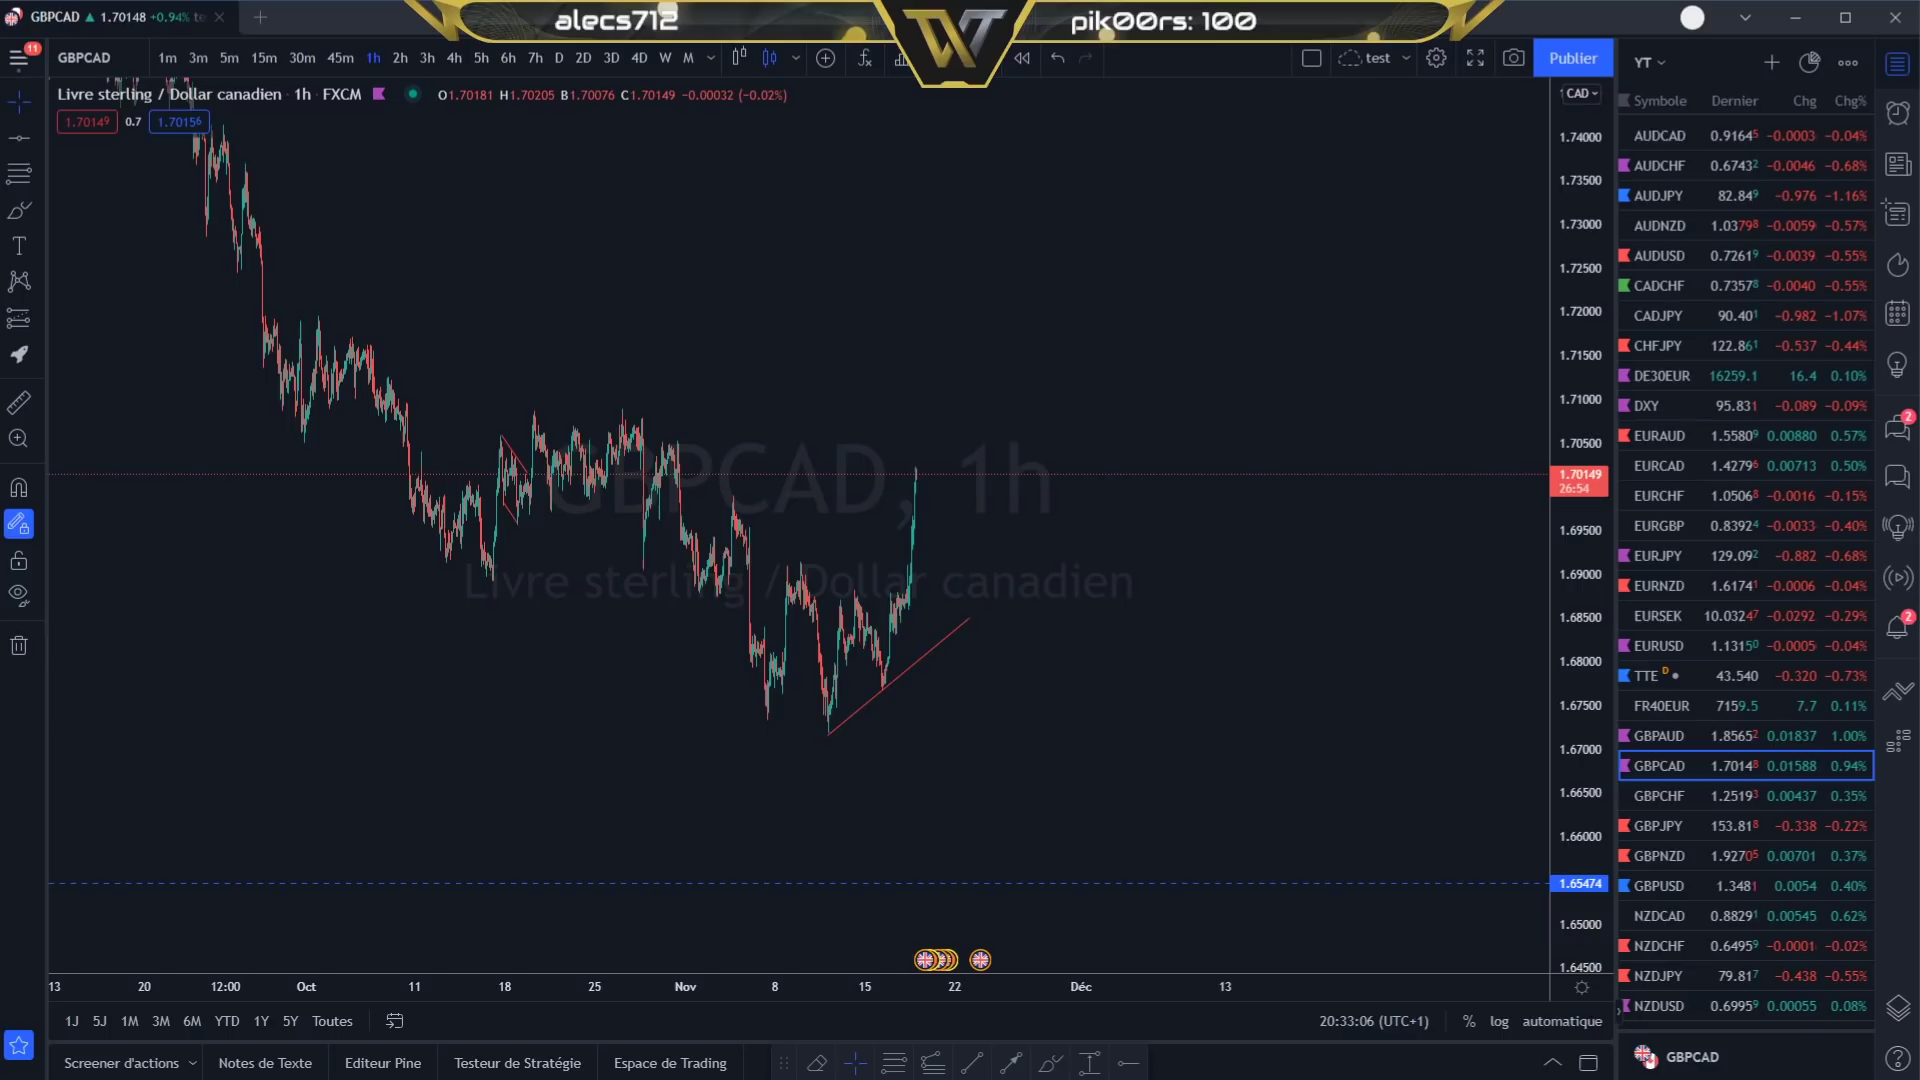 GBPCAD ▲ 1.70148 +0.94% te
alecs712
pik00rs: 100
11
GBPCAD
1m 3m 5m 15m 30m 45m 1h 2h 3h 4h 5h 6h 7h D 2D 3D 4D W M
test
Publier
Livre sterling / Dollar canadien · 1h · FXCM
O1.70181 H1.70205 B1.70076 C1.70149 −0.00032 (−0.02%)
1.70149 0.7 1.70156
GBPCAD, 1h
Livre sterling / Dollar canadien
CAD
1.74000
1.73500
1.73000
1.72500
1.72000
1.71500
1.71000
1.70500
1.70149
26:54
1.69500
1.69000
1.68500
1.68000
1.67500
1.67000
1.66500
1.66000
1.65474
1.65000
1.64500
13 20 12:00 Oct 11 18 25 Nov 8 15 22 Déc 13
1J 5J 1M 3M 6M YTD 1Y 5Y Toutes
20:33:06 (UTC+1) % log automatique
Screener d'actions Notes de Texte Editeur Pine Testeur de Stratégie Espace de Trading
YT
Symbole Dernier Chg Chg%
AUDCAD 0.91645 −0.0003 −0.04%
AUDCHF 0.67432 −0.0046 −0.68%
AUDJPY 82.849 −0.976 −1.16%
AUDNZD 1.03798 −0.0059 −0.57%
AUDUSD 0.72619 −0.0039 −0.55%
CADCHF 0.73578 −0.0040 −0.55%
CADJPY 90.401 −0.982 −1.07%
CHFJPY 122.861 −0.537 −0.44%
DE30EUR 16259.1 16.4 0.10%
DXY 95.831 −0.089 −0.09%
EURAUD 1.55809 0.00880 0.57%
EURCAD 1.42796 0.00713 0.50%
EURCHF 1.05068 −0.0016 −0.15%
EURGBP 0.83924 −0.0033 −0.40%
EURJPY 129.092 −0.882 −0.68%
EURNZD 1.61741 −0.0006 −0.04%
EURSEK 10.03247 −0.0292 −0.29%
EURUSD 1.13150 −0.0005 −0.04%
TTE D 43.540 −0.320 −0.73%
FR40EUR 7159.5 7.7 0.11%
GBPAUD 1.85652 0.01837 1.00%
GBPCAD 1.70148 0.01588 0.94%
GBPCHF 1.25193 0.00437 0.35%
GBPJPY 153.818 −0.338 −0.22%
GBPNZD 1.92705 0.00701 0.37%
GBPUSD 1.3481 0.0054 0.40%
NZDCAD 0.88291 0.00545 0.62%
NZDCHF 0.64959 −0.0001 −0.02%
NZDJPY 79.817 −0.438 −0.55%
NZDUSD 0.69959 0.00055 0.08%
GBPCAD
2
2